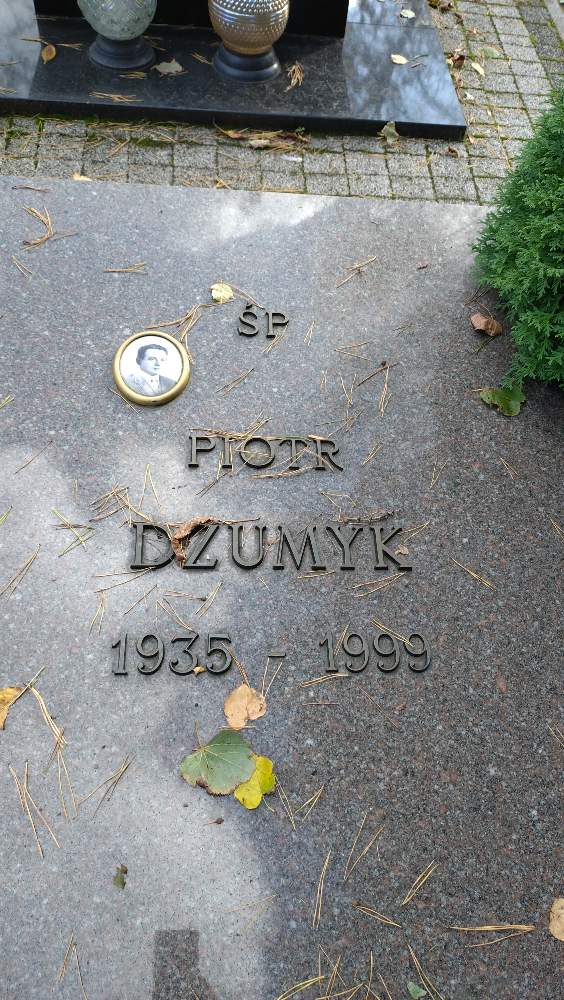 ŚP
PIOTR
DZUMYK
1935 - 1999